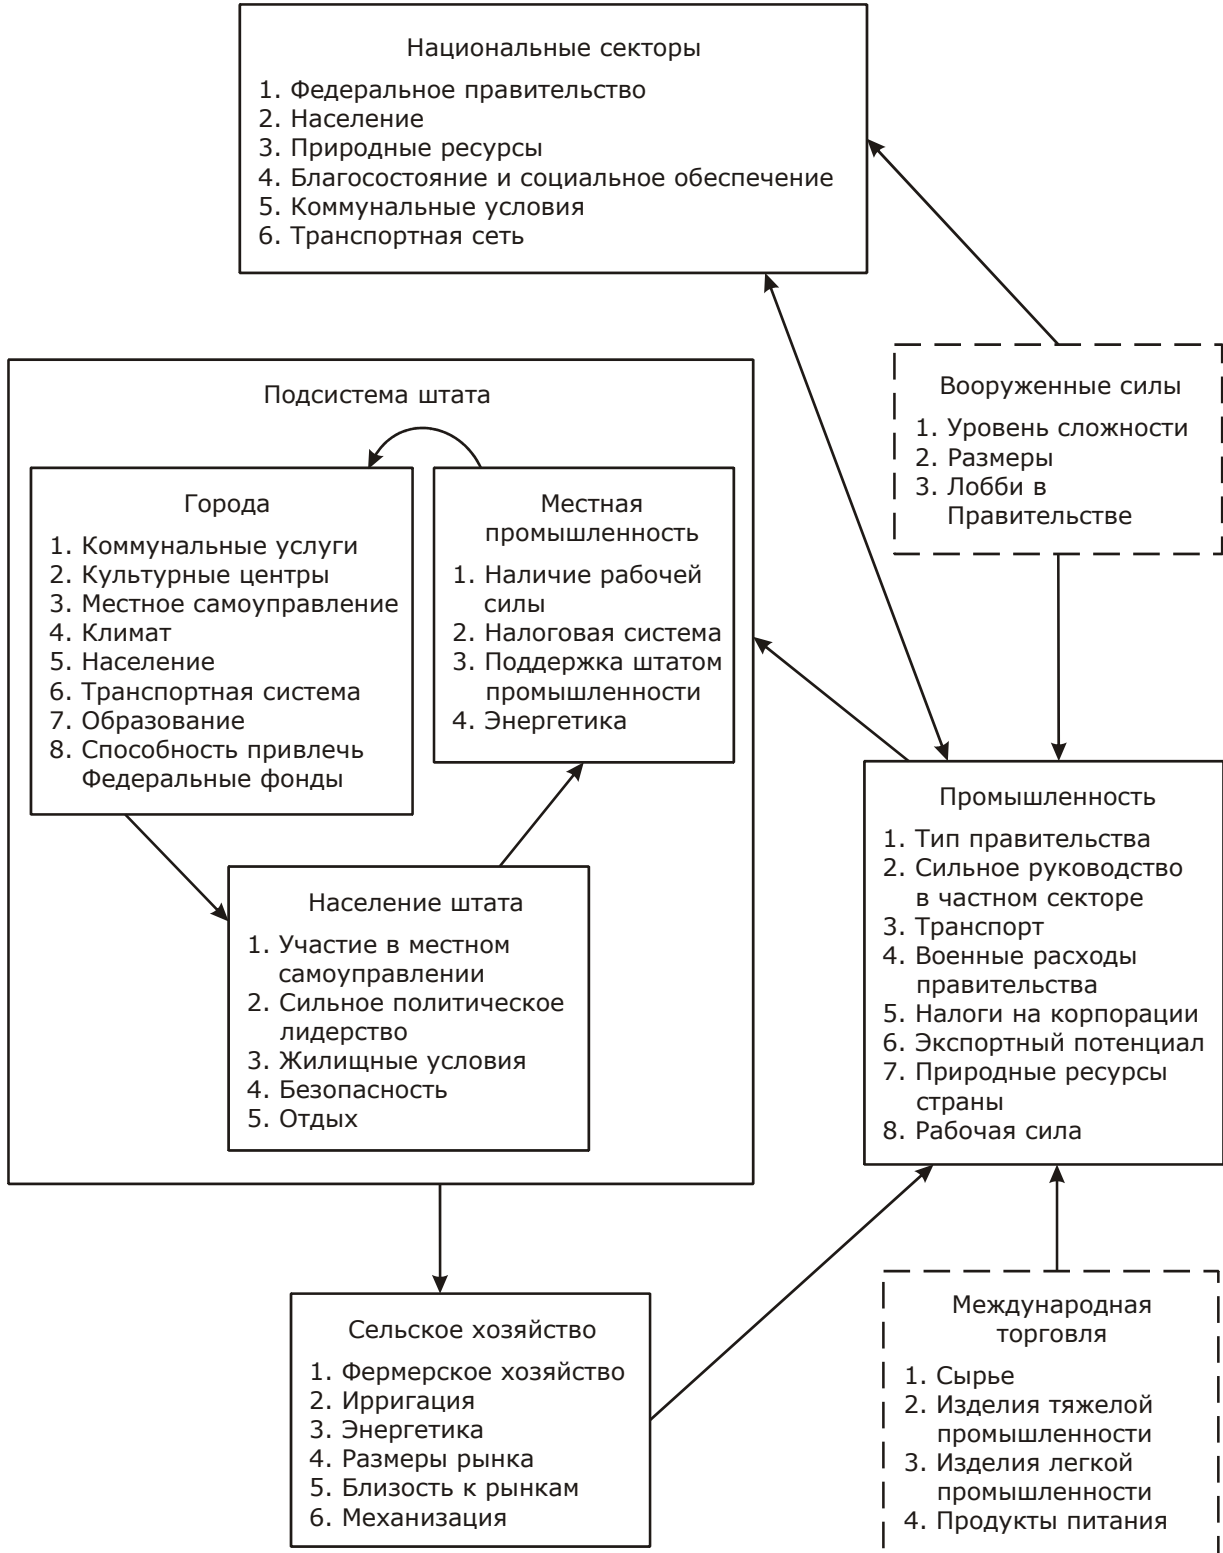 Национальные секторы
1. Федеральное правительство
2. Население
3. Природные ресурсы
4. Благосостояние и социальное обеспечение
5. Коммунальные условия
6. Транспортная сеть
Вооруженные силы
1. Уровень сложности
2. Размеры
3. Лобби в
Правительстве
Подсистема штата
Города
1. Коммунальные услуги
2. Культурные центры
3. Местное самоуправление
4. Климат
5. Население
6. Транспортная система
7. Образование
8. Способность привлечь
Федеральные фонды
Местная
промышленность
1. Наличие рабочей
силы
2. Налоговая система
3. Поддержка штатом
промышленности
4. Энергетика
Население штата
1. Участие в местном
самоуправлении
2. Сильное политическое
лидерство
3. Жилищные условия
4. Безопасность
5. Отдых
Промышленность
1. Тип правительства
2. Сильное руководство
в частном секторе
3. Транспорт
4. Военные расходы
правительства
5. Налоги на корпорации
6. Экспортный потенциал
7. Природные ресурсы
страны
8. Рабочая сила
Сельское хозяйство
1. Фермерское хозяйство
2. Ирригация
3. Энергетика
4. Размеры рынка
5. Близость к рынкам
6. Механизация
Международная
торговля
1. Сырье
2. Изделия тяжелой
промышленности
3. Изделия легкой
промышленности
4. Продукты питания